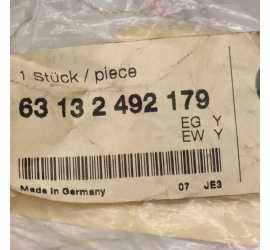 1 Stück / piece
63 13 2 492 179
EG Y
EW Y
Made in Germany 07 JE3